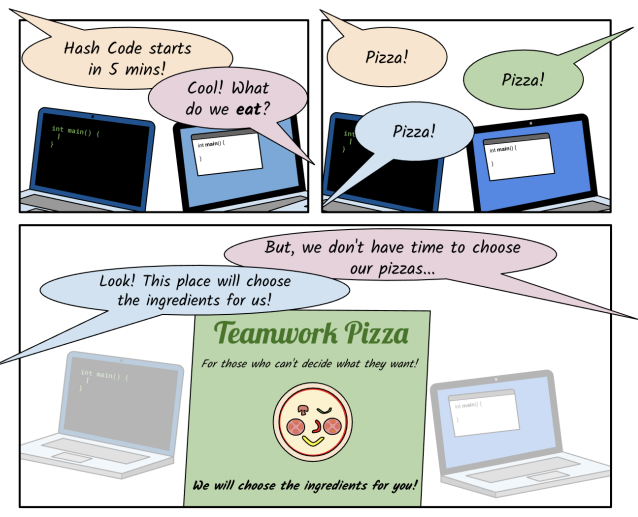 Hash Code starts
in 5 mins!
Cool! What
do we eat?
int main() {
}
int main() {
}
Pizza!
Pizza!
Pizza!
int
}
int main() {
}
But, we don't have time to choose
our pizzas...
Look! This place will choose
the ingredients for us!
Teamwork Pizza
For those who can't decide what they want!
We will choose the ingredients for you!
int main() {
}
int main() {
}